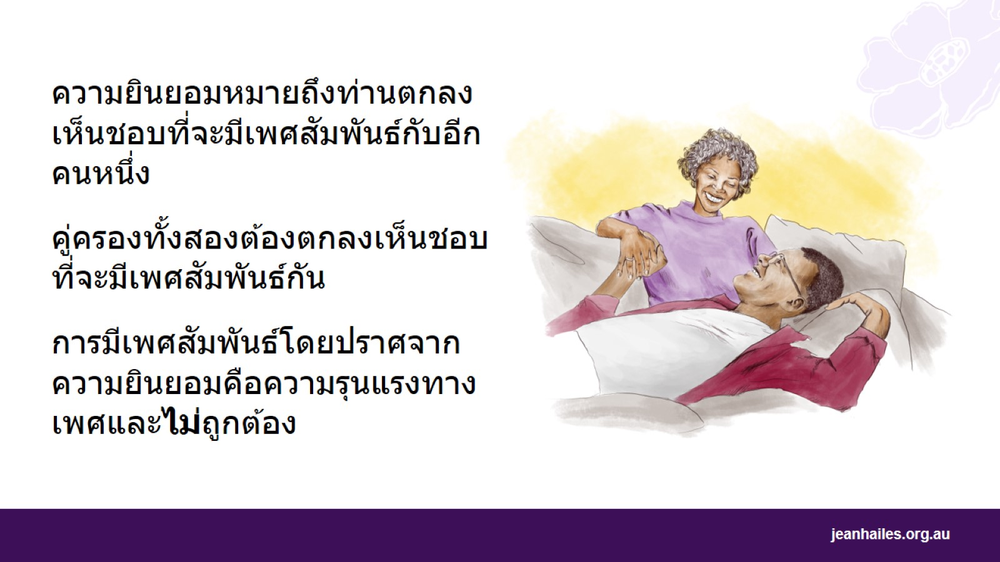 ความยินยอมหมายถึงท่านตกลง
เห็นชอบที่จะมีเพศสัมพันธ์กับอีก
คนหนึ่ง
คู่ครองทั้งสองต้องตกลงเห็นชอบ
ที่จะมีเพศสัมพันธ์กัน
การมีเพศสัมพันธ์โดยปราศจาก
ความยินยอมคือความรุนแรงทาง
เพศและไม่ถูกต้อง
jeanhailes.org.au